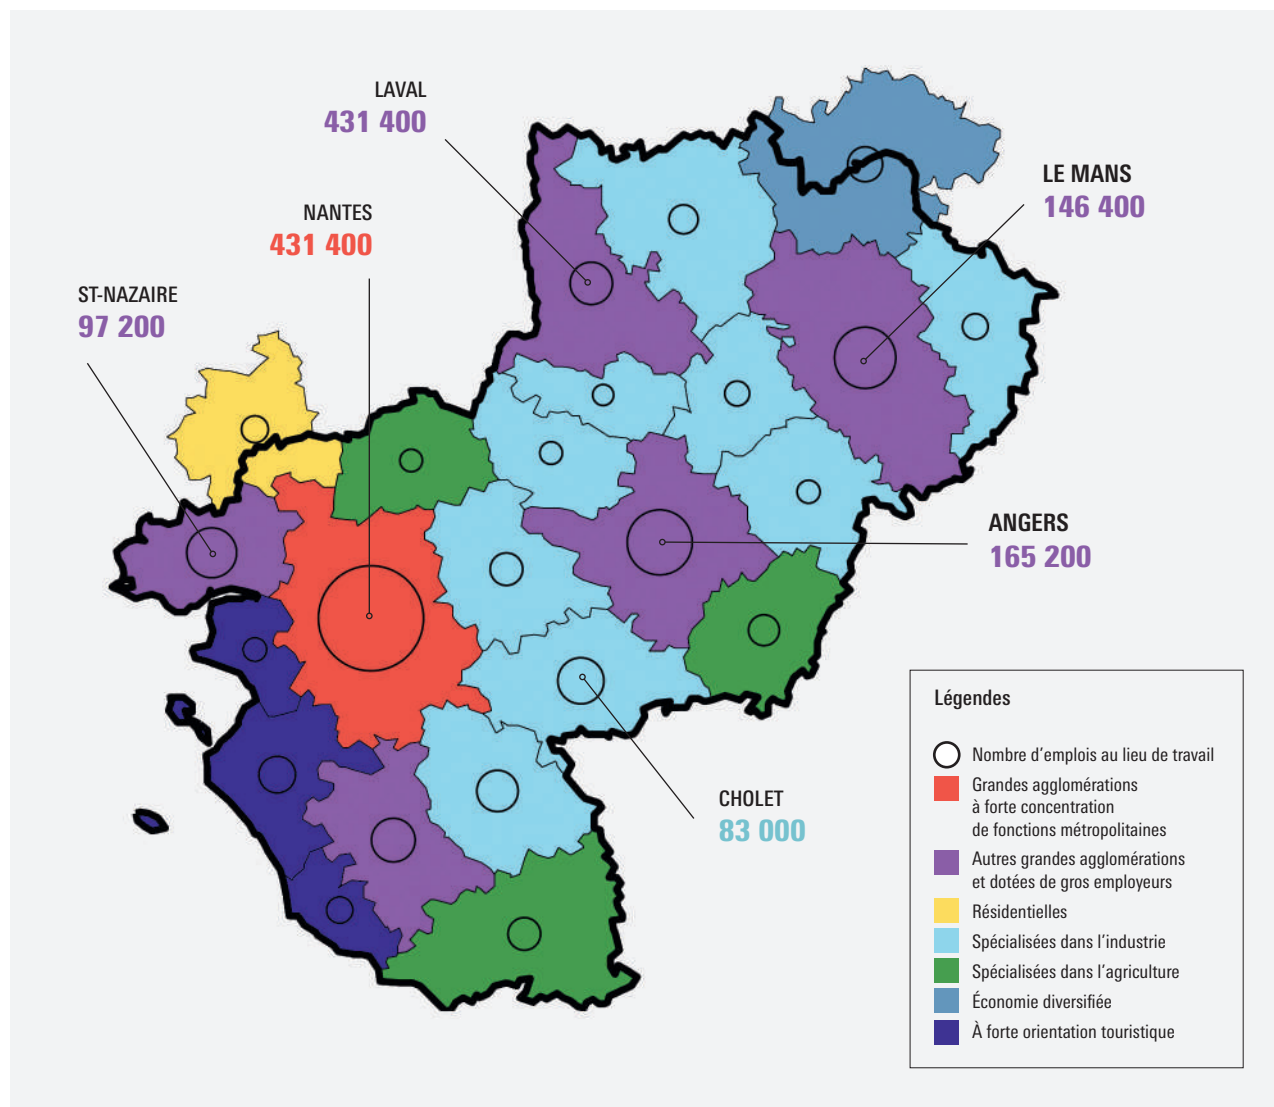 LAVAL
431 400
LE MANS
146 400
NANTES
431 400
ST-NAZAIRE
97 200
ANGERS
165 200
CHOLET
83 000
Légendes
Nombre d'emplois au lieu de travail
Grandes agglomérations
à forte concentration
de fonctions métropolitaines
Autres grandes agglomérations
et dotées de gros employeurs
Résidentielles
Spécialisées dans l'industrie
Spécialisées dans l'agriculture
Économie diversifiée
À forte orientation touristique